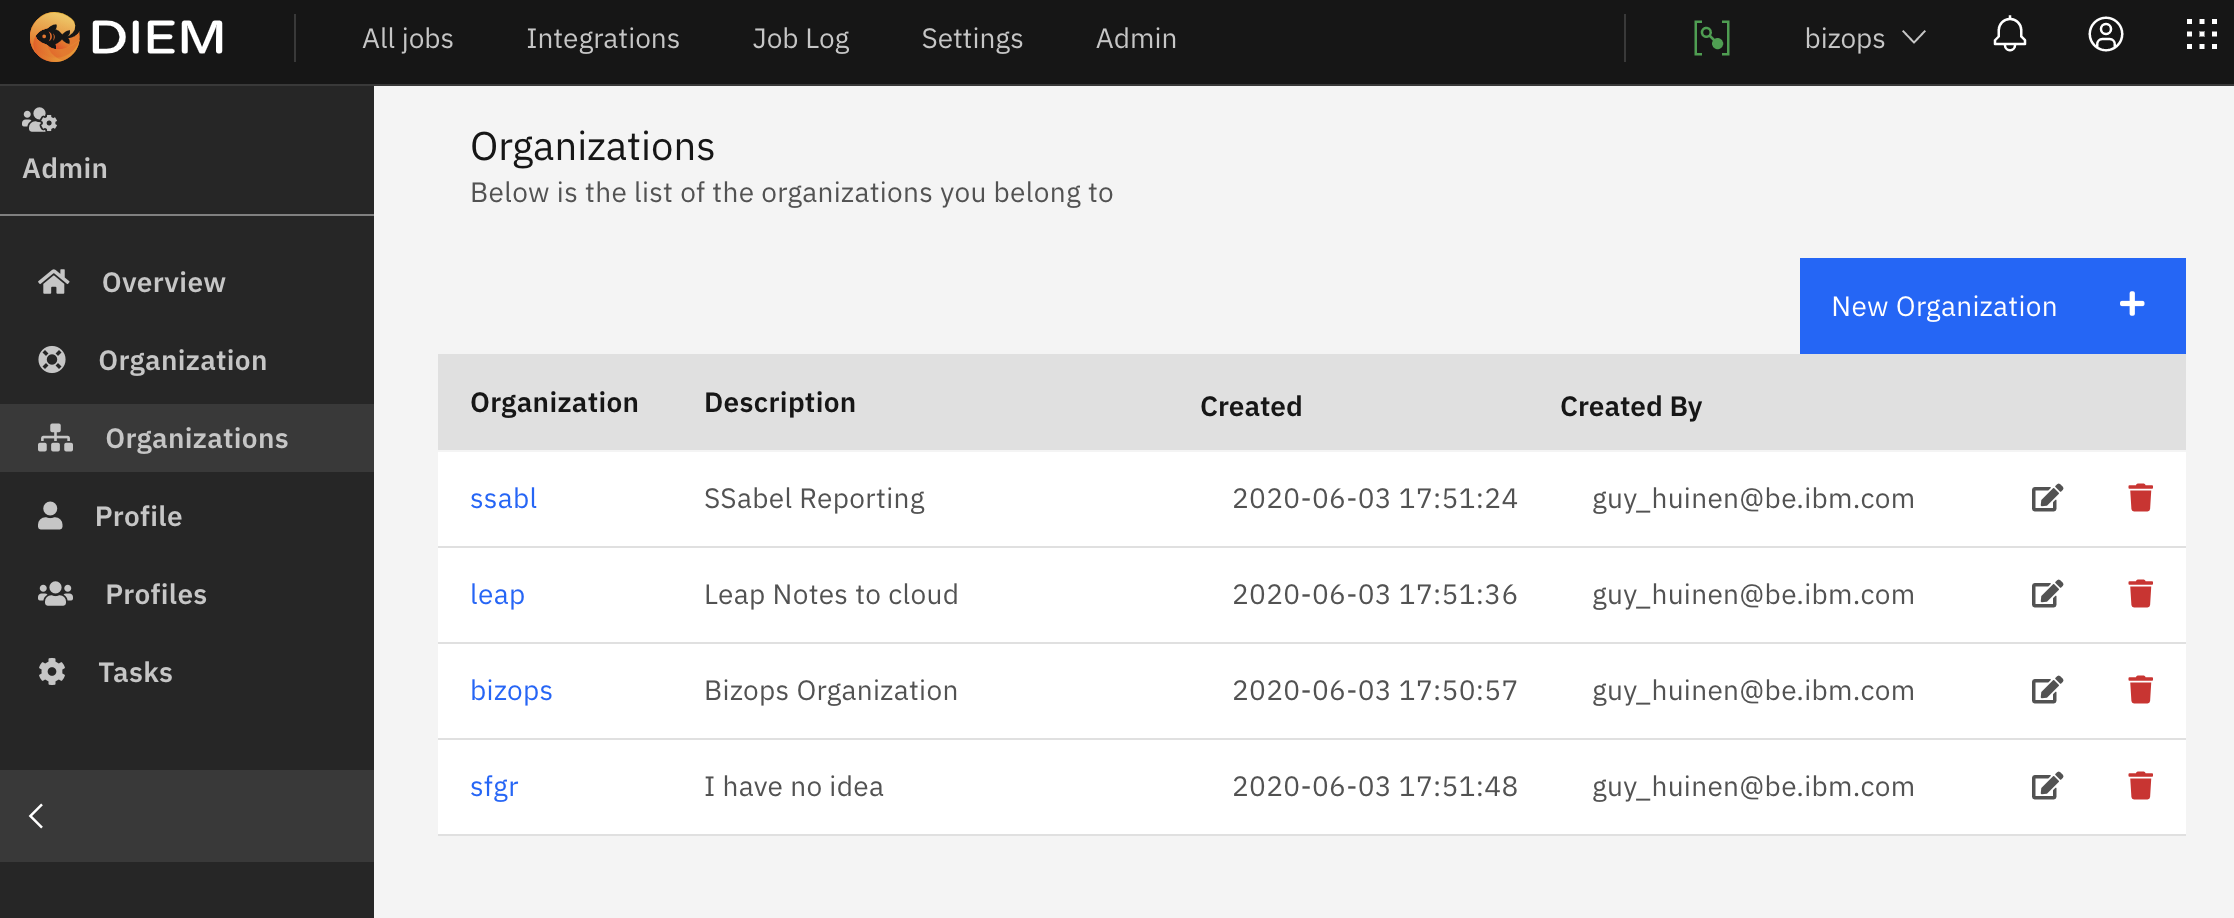 DIEM All jobs Integrations Job Log Settings Admin bizops
Admin
Overview
Organization
Organizations
Profile
Profiles
Tasks
Organizations
Below is the list of the organizations you belong to
New Organization
Organization Description Created Created By
ssabl SSabel Reporting 2020-06-03 17:51:24 guy_huinen@be.ibm.com
leap Leap Notes to cloud 2020-06-03 17:51:36 guy_huinen@be.ibm.com
bizops Bizops Organization 2020-06-03 17:50:57 guy_huinen@be.ibm.com
sfgr I have no idea 2020-06-03 17:51:48 guy_huinen@be.ibm.com